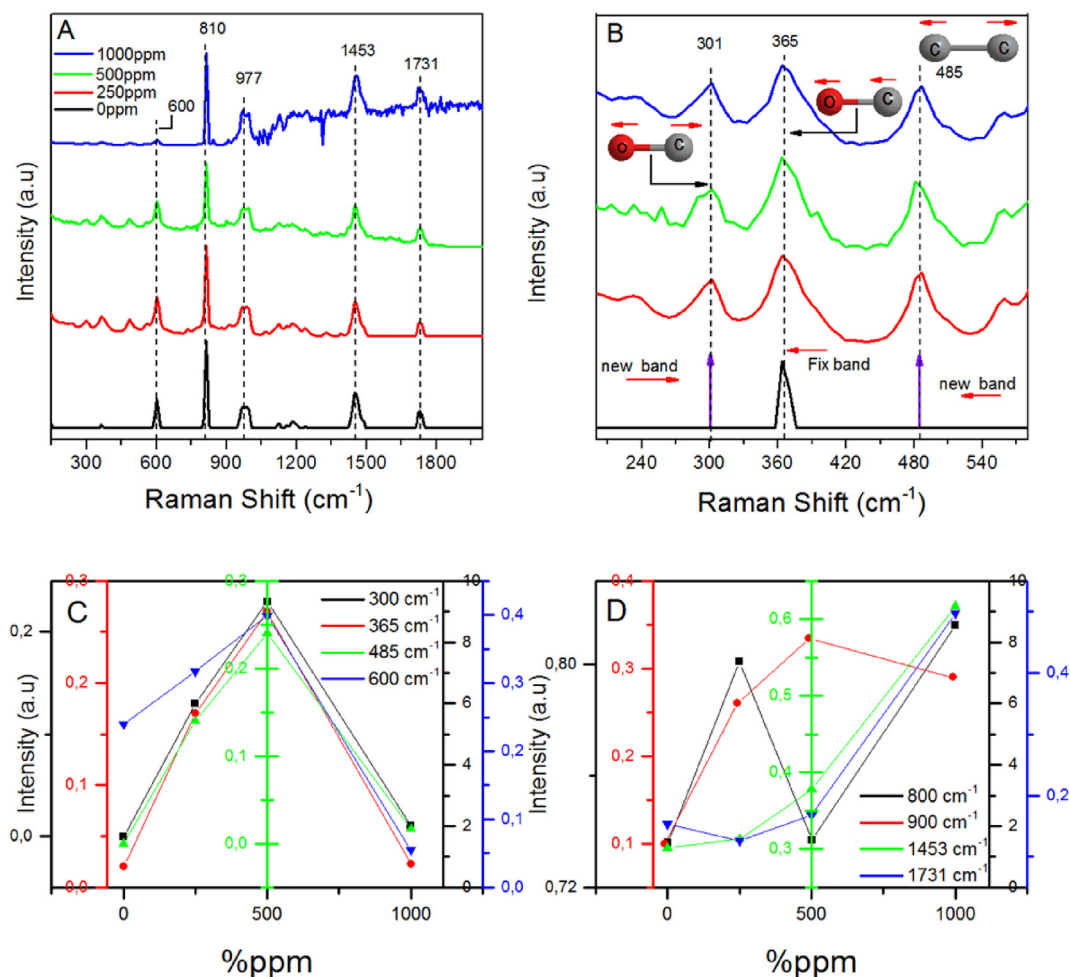 A
1000ppm
500ppm
250ppm
0ppm
600
810
977
1453
1731
Intensity (a.u)
150 600 900 1200 1500 1800
300
Raman Shift (cm-1)
B
301
365
485
C C
O C
O C
new band
Fix band
new band
Intensity (a.u)
240 300 360 420 480 540
Raman Shift (cm-1)
C
300 cm-1
365 cm-1
485 cm-1
600 cm-1
Intensity (a.u)
0,2
0,0
0,3
0,2
0,1
0,0
0,3
0,2
0,1
0,0
10
8
6
4
2
0
0,4
0,3
0,2
0,1
0,0
0 500 1000
%ppm
D
800 cm-1
900 cm-1
1453 cm-1
1731 cm-1
Intensity (a.u)
0,80
0,72
0,4
0,3
0,2
0,1
0,6
0,5
0,4
0,3
10
8
6
4
2
0
0,4
0,2
0 500 1000
%ppm